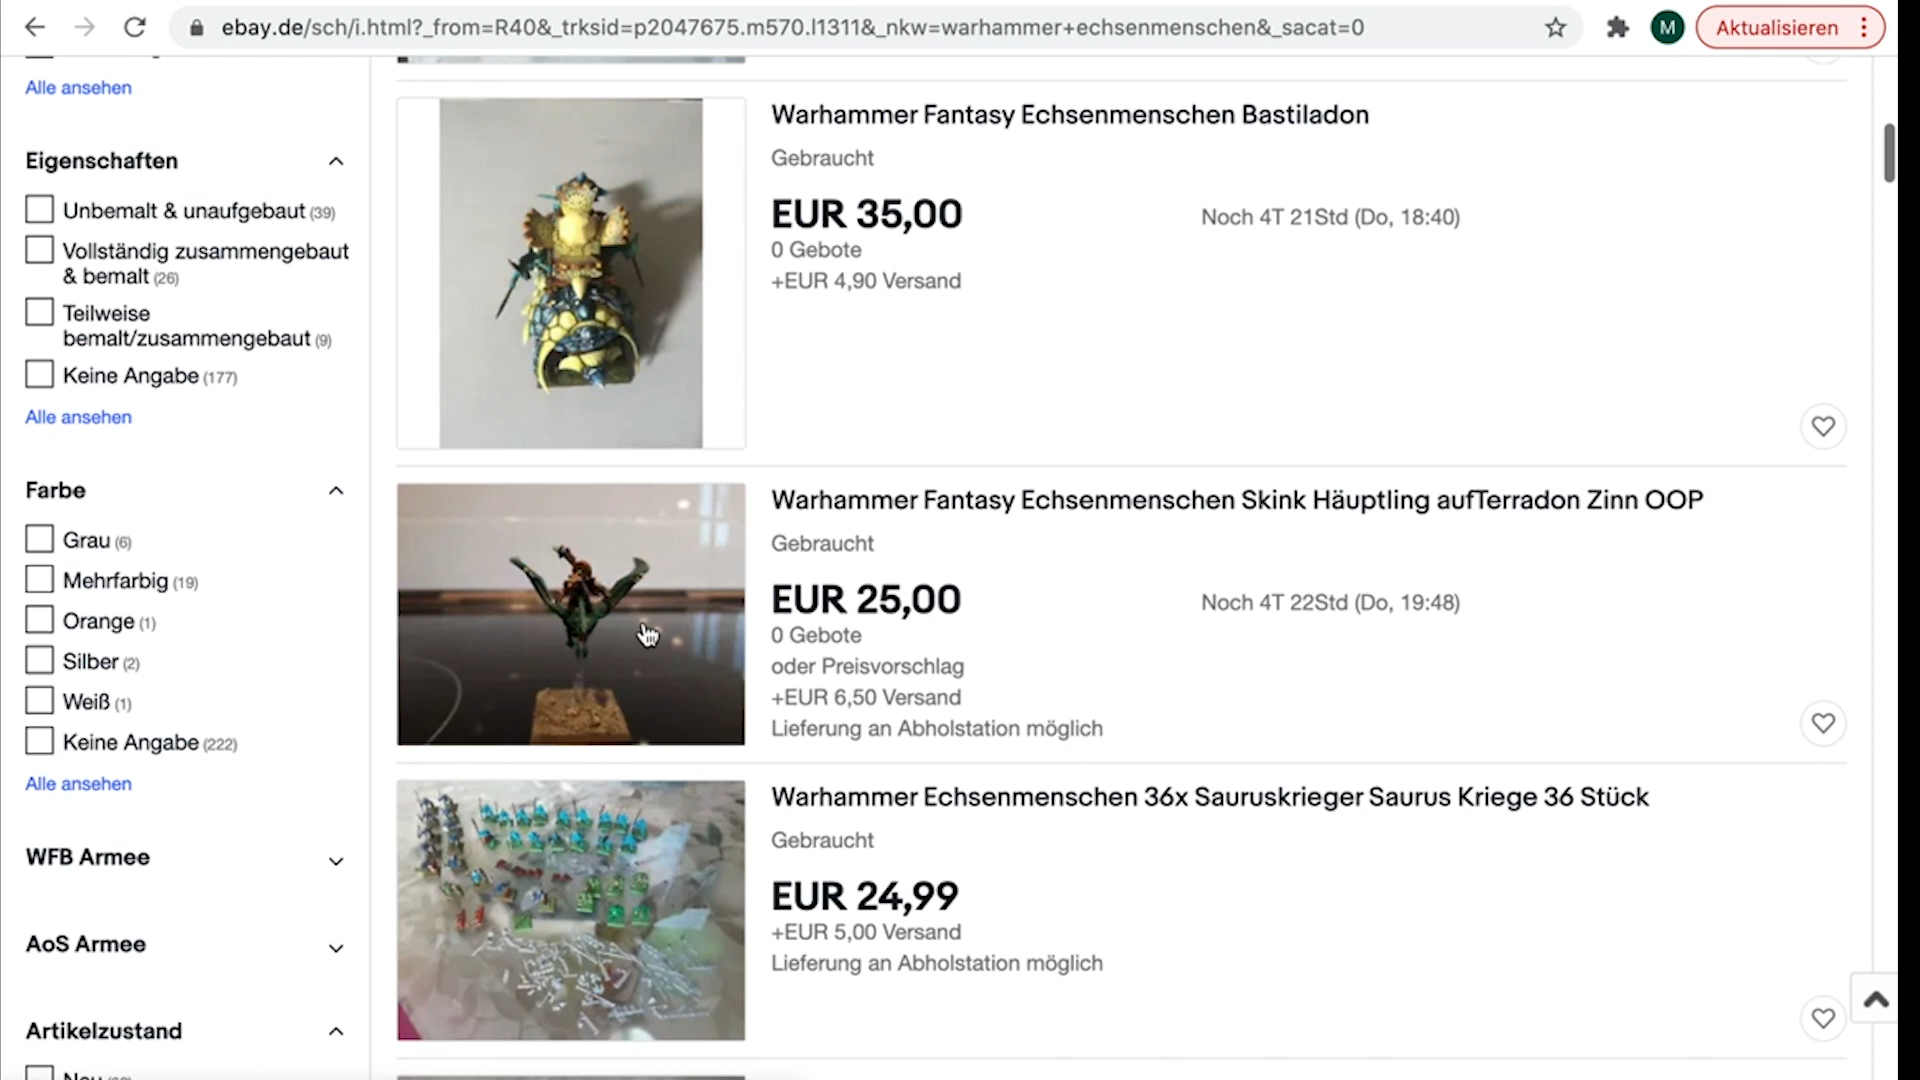 ebay.de/sch/i.html?_from=R40&_trksid=p2047675.m570.l1311&_nkw=warhammer+echsenmenschen&_sacat=0
M
Aktualisieren
Alle ansehen
Eigenschaften
Unbemalt & unaufgebaut (39)
Vollständig zusammengebaut
& bemalt (26)
Teilweise
bemalt/zusammengebaut (9)
Keine Angabe (177)
Alle ansehen
Farbe
Grau (6)
Mehrfarbig (19)
Orange (1)
Silber (2)
Weiß (1)
Keine Angabe (222)
Alle ansehen
WFB Armee
AoS Armee
Artikelzustand
Warhammer Fantasy Echsenmenschen Bastiladon
Gebraucht
EUR 35,00
Noch 4T 21Std (Do, 18:40)
0 Gebote
+EUR 4,90 Versand
Warhammer Fantasy Echsenmenschen Skink Häuptling aufTerradon Zinn OOP
Gebraucht
EUR 25,00
Noch 4T 22Std (Do, 19:48)
0 Gebote
oder Preisvorschlag
+EUR 6,50 Versand
Lieferung an Abholstation möglich
Warhammer Echsenmenschen 36x Sauruskrieger Saurus Kriege 36 Stück
Gebraucht
EUR 24,99
+EUR 5,00 Versand
Lieferung an Abholstation möglich